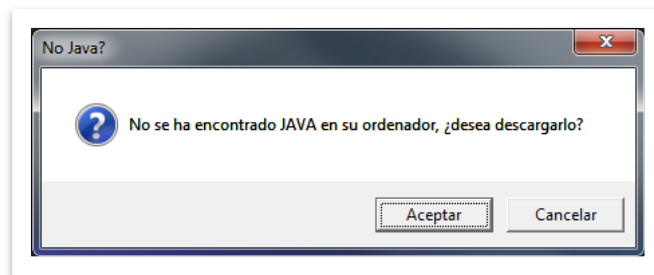 No Java?
No se ha encontrado JAVA en su ordenador, ¿desea descargarlo?
Aceptar
Cancelar